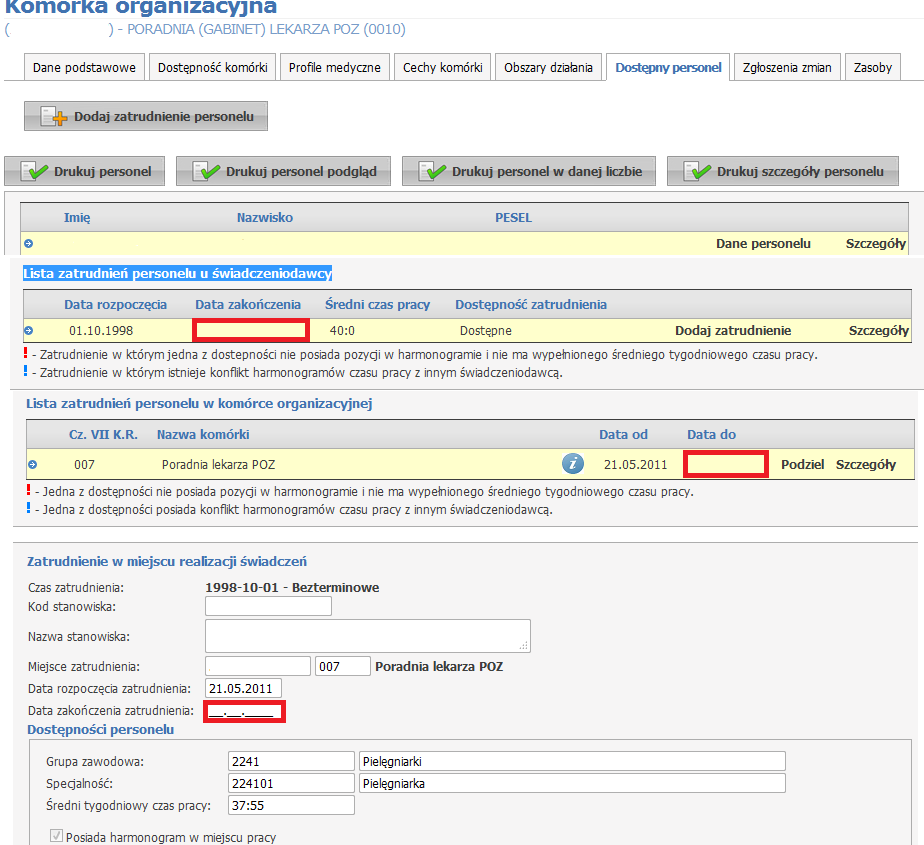 Komórka organizacyjna
( ) - PORADNIA (GABINET) LEKARZA POZ (0010)
Dane podstawowe Dostępność komórki Profile medyczne Cechy komórki Obszary działania Dostępny personel Zgłoszenia zmian Zasoby
Dodaj zatrudnienie personelu
Drukuj personel Drukuj personel podgląd Drukuj personel w danej liczbie Drukuj szczegóły personelu
Imię Nazwisko PESEL
Dane personelu Szczegóły
Lista zatrudnień personelu u świadczeniodawcy
Data rozpoczęcia Data zakończenia Średni czas pracy Dostępność zatrudnienia
01.10.1998 40:0 Dostępne Dodaj zatrudnienie Szczegóły
! - Zatrudnienie w którym jedna z dostepności nie posiada pozycji w harmonogramie i nie ma wypełnionego średniego tygodniowego czasu pracy.
! - Zatrudnienie w którym istnieje konflikt harmonogramów czasu pracy z innym świadczeniodawcą.
Lista zatrudnień personelu w komórce organizacyjnej
Cz. VII K.R. Nazwa komórki Data od Data do
007 Poradnia lekarza POZ i 21.05.2011 Podziel Szczegóły
! - Jedna z dostępności nie posiada pozycji w harmonogramie i nie ma wypełnionego średniego tygodniowego czasu pracy.
! - Jedna z dostępności posiada konflikt harmonogramów czasu pracy z innym świadczeniodawcą.
Zatrudnienie w miejscu realizacji świadczeń
Czas zatrudnienia: 1998-10-01 - Bezterminowe
Kod stanowiska:
Nazwa stanowiska:
Miejsce zatrudnienia: 007 Poradnia lekarza POZ
Data rozpoczęcia zatrudnienia: 21.05.2011
Data zakończenia zatrudnienia: __.__.____
Dostępności personelu
Grupa zawodowa: 2241 Pielęgniarki
Specjalność: 224101 Pielęgniarka
Średni tygodniowy czas pracy: 37:55
Posiada harmonogram w miejscu pracy